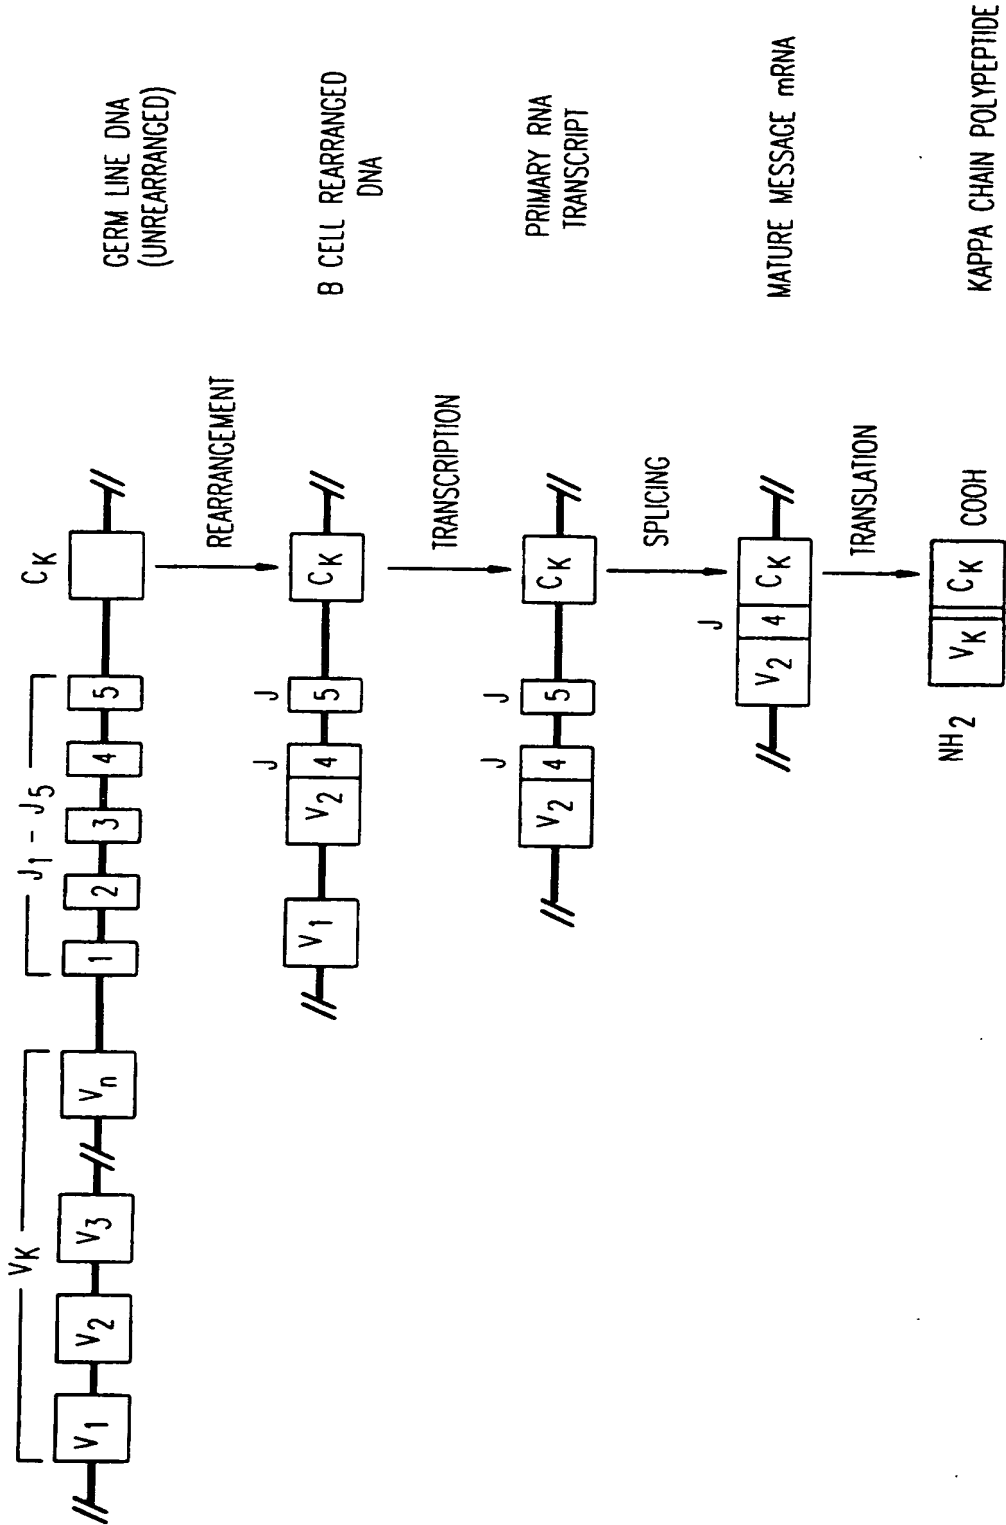 V_K
J_1 - J_5
C_K
V_1 V_2 V_3 V_n 1 2 3 4 5
GERM LINE DNA
(UNREARRANGED)
REARRANGEMENT
J J
V_1 V_2 4 5 C_K
B CELL REARRANGED
DNA
TRANSCRIPTION
J J
V_2 4 5 C_K
PRIMARY RNA
TRANSCRIPT
SPLICING
J
V_2 4 C_K
MATURE MESSAGE mRNA
TRANSLATION
NH_2 V_K C_K COOH
KAPPA CHAIN POLYPEPTIDE